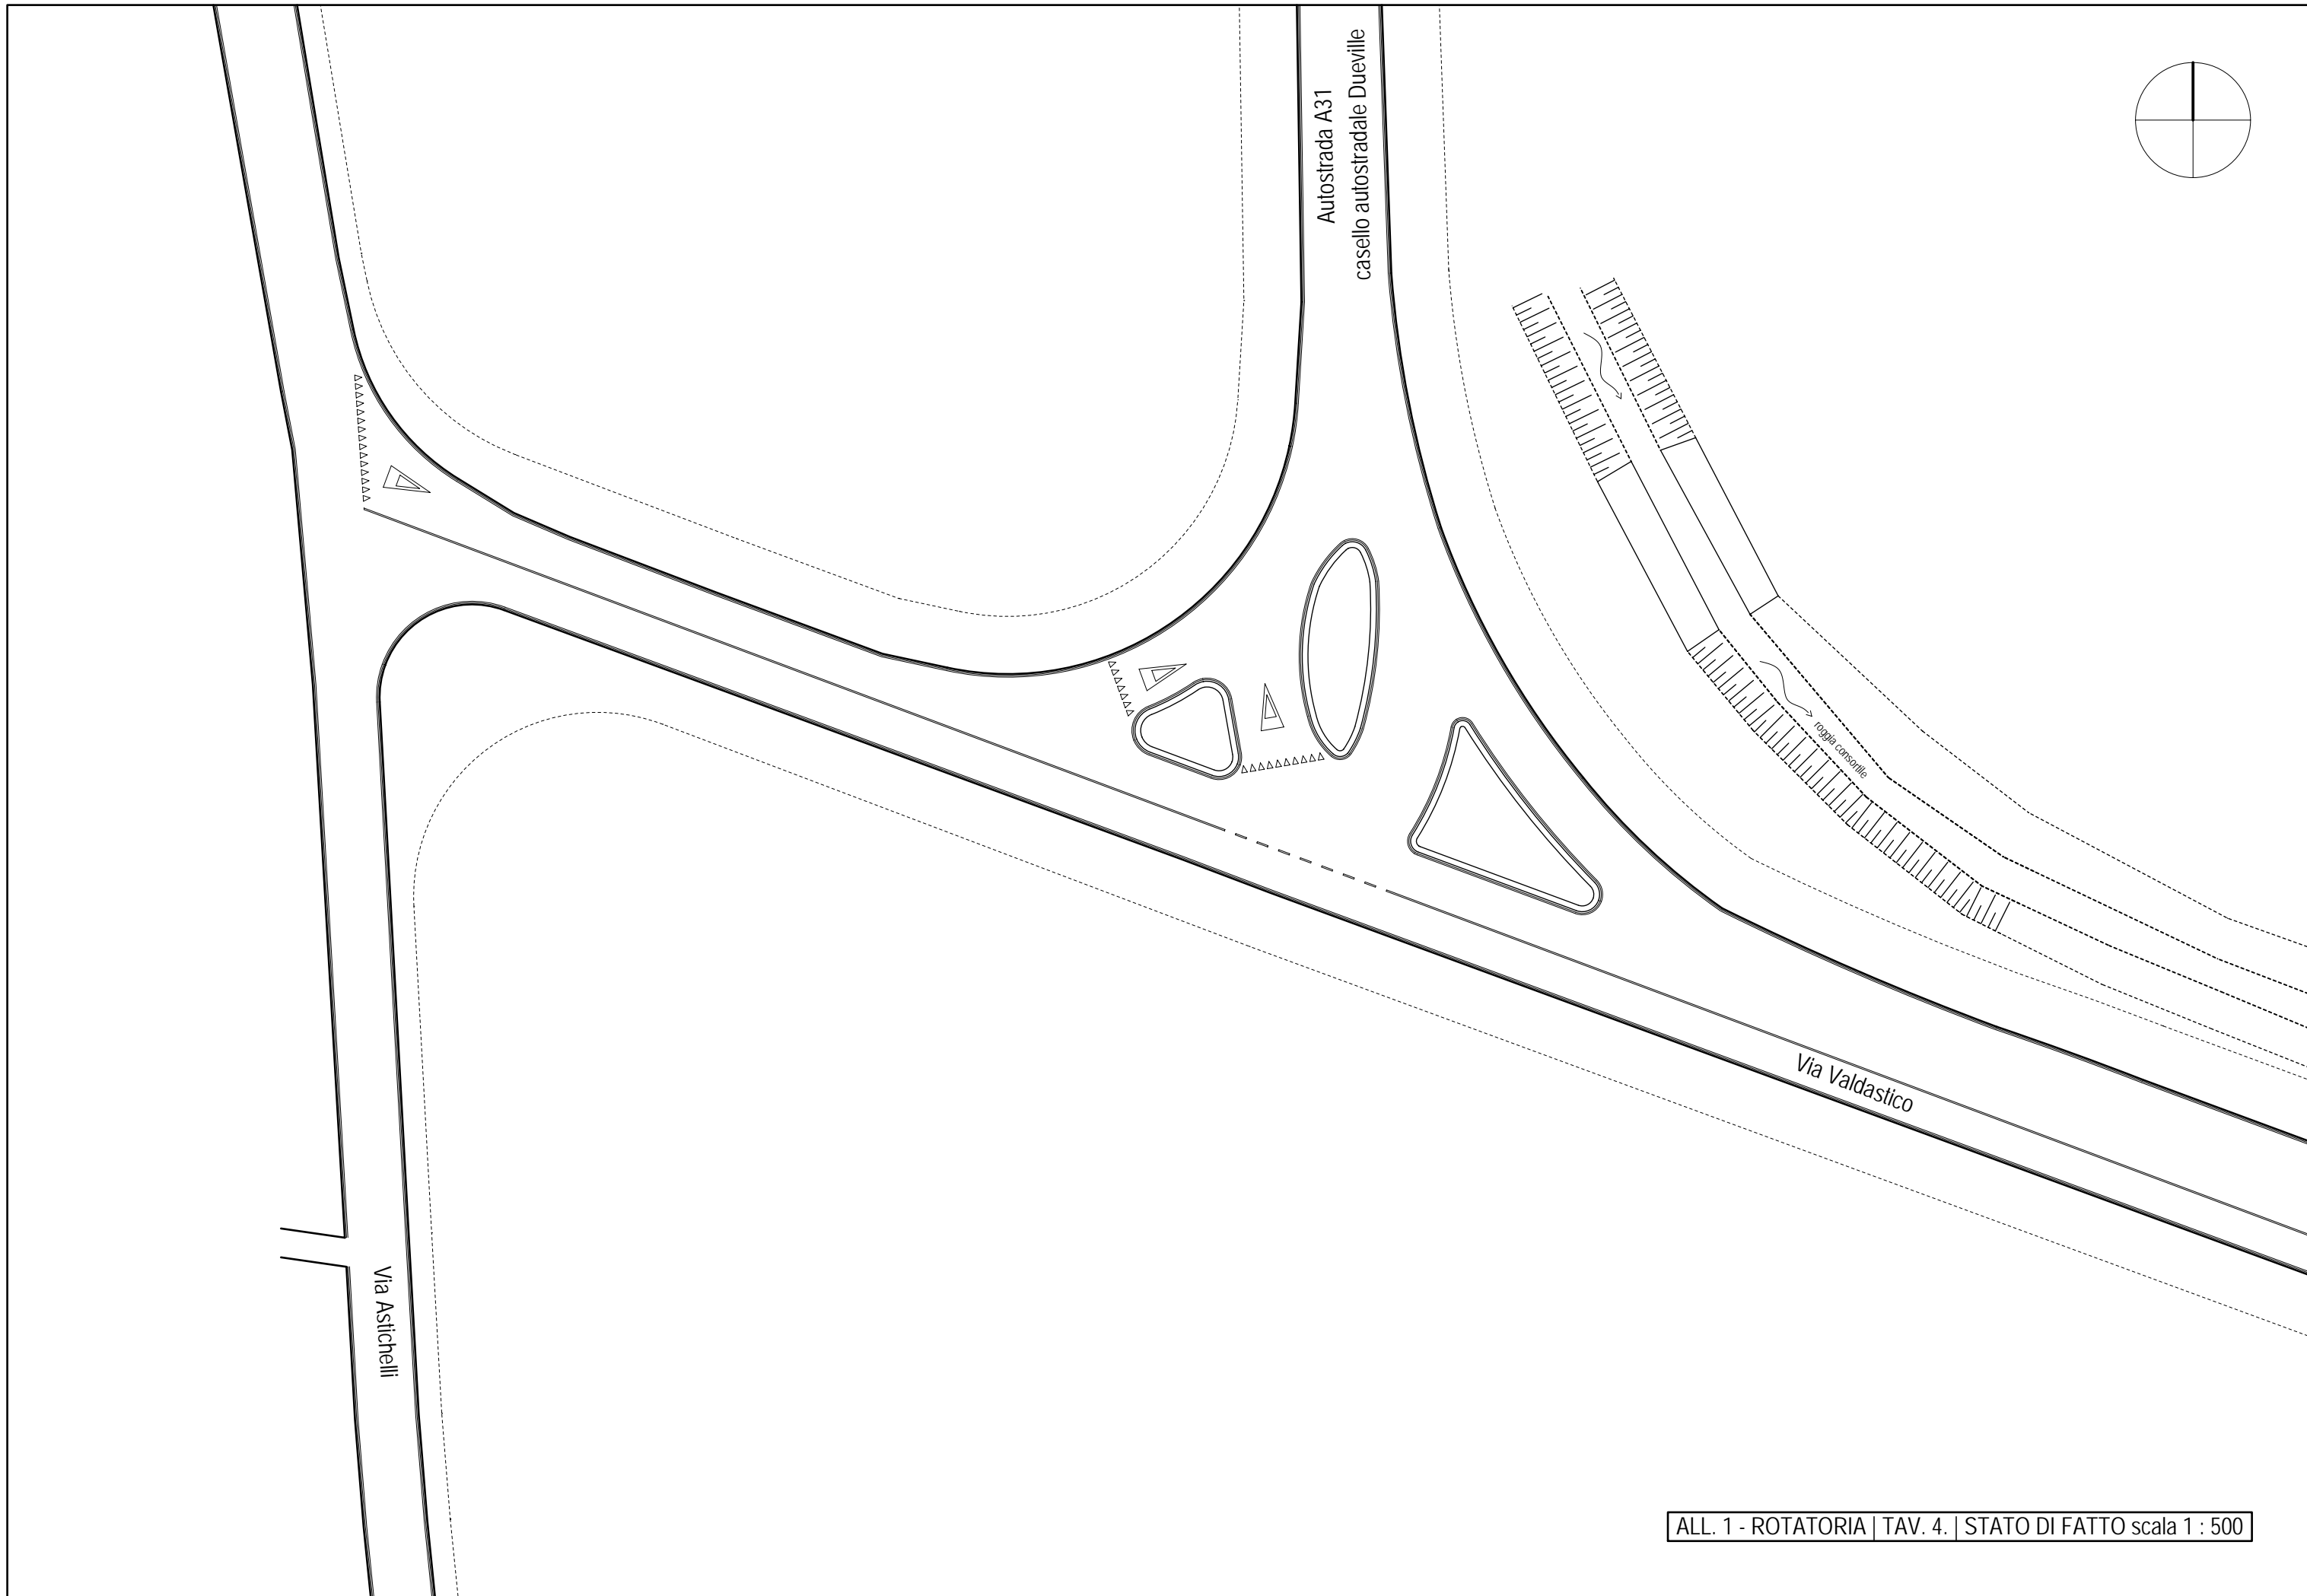 Autostrada A31
casello autostradale Dueville
roggia consortile
Via Valdastico
Via Astichelli
ALL. 1 - ROTATORIA | TAV. 4. | STATO DI FATTO scala 1 : 500